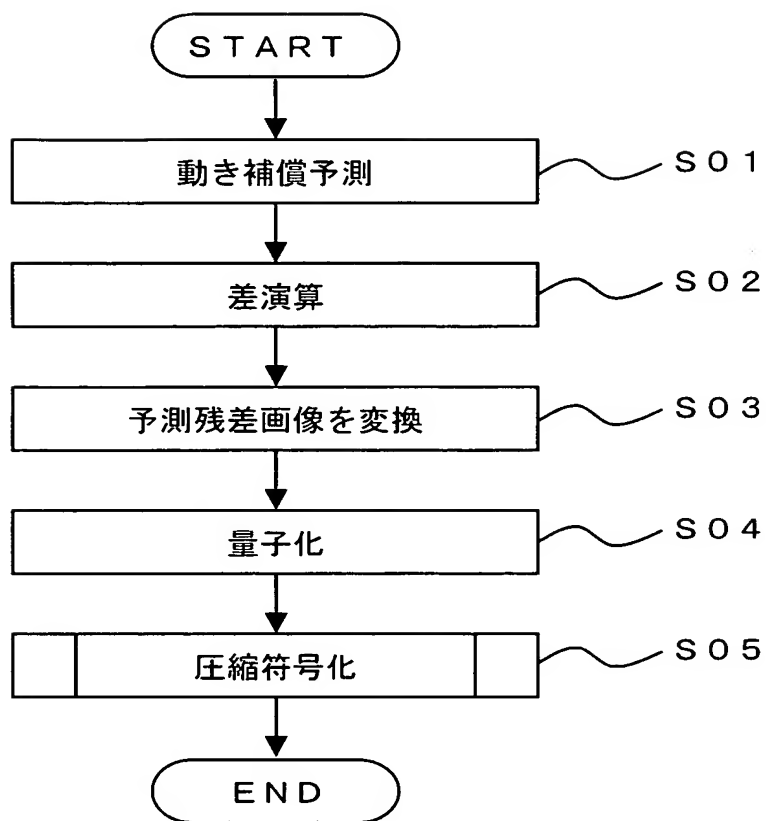 START
動き補償予測
S01
差演算
S02
予測残差画像を変換
S03
量子化
S04
圧縮符号化
S05
END